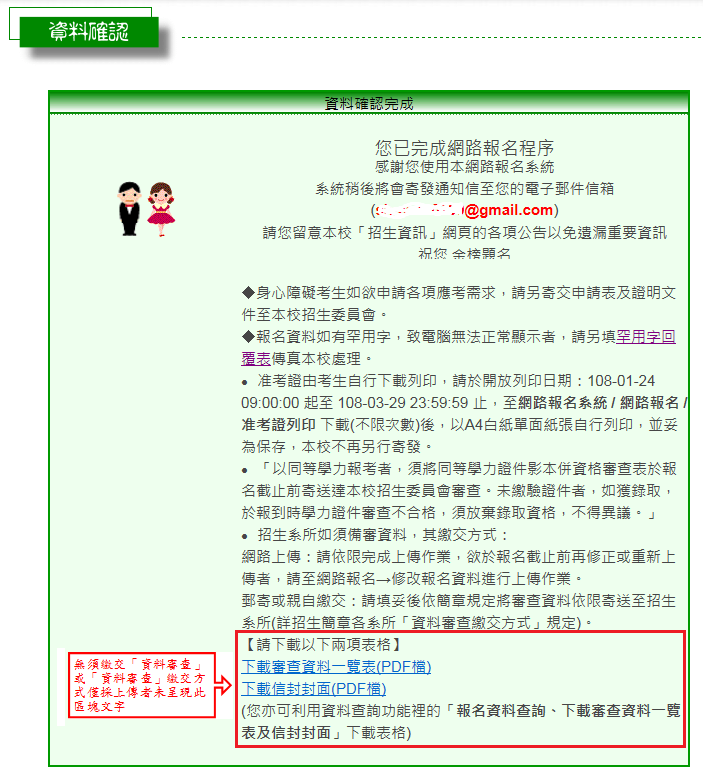 資料確認
資料確認完成
您已完成網路報名程序
感謝您使用本網路報名系統
系統稍後將會寄發通知信至您的電子郵件信箱
@gmail.com)
請您留意本校「招生資訊」網頁的各項公告以免遺漏重要資訊
祝您 金榜題名
◆身心障礙考生如欲申請各項應考需求，請另寄交申請表及證明文
件至本校招生委員會。
◆報名資料如有罕用字，致電腦無法正常顯示者，請另填罕用字回
覆表傳真本校處理。
● 准考證由考生自行下載列印，請於開放列印日期：108-01-24
09:00:00 起至 108-03-29 23:59:59 止，至網路報名系統 / 網路報名 /
准考證列印 下載(不限次數)後，以A4白紙單面紙張自行列印，並妥
為保存，本校不再另行寄發。
● 「以同等學力報考者，須將同等學力證件影本併資格審查表於報
名截止前寄送達本校招生委員會審查。未繳驗證件者，如獲錄取，
於報到時學力證件審查不合格，須放棄錄取資格，不得異議。」
● 招生系所如須備審資料，其繳交方式：
網路上傳：請依限完成上傳作業，欲於報名截止前再修正或重新上
傳者，請至網路報名→修改報名資料進行上傳作業。
郵寄或親自繳交：請填妥後依簡章規定將審查資料依限寄送至招生
系所(詳招生簡章各系所「資料審查繳交方式」規定)。
【請下載以下兩項表格】
下載審查資料一覽表(PDF檔)
下載信封封面(PDF檔)
(您亦可利用資料查詢功能裡的「報名資料查詢、下載審查資料一覽
表及信封封面」下載表格)
無須繳交「資料審查」
或「資料審查」繳交方
式僅採上傳者未呈現此
區塊文字